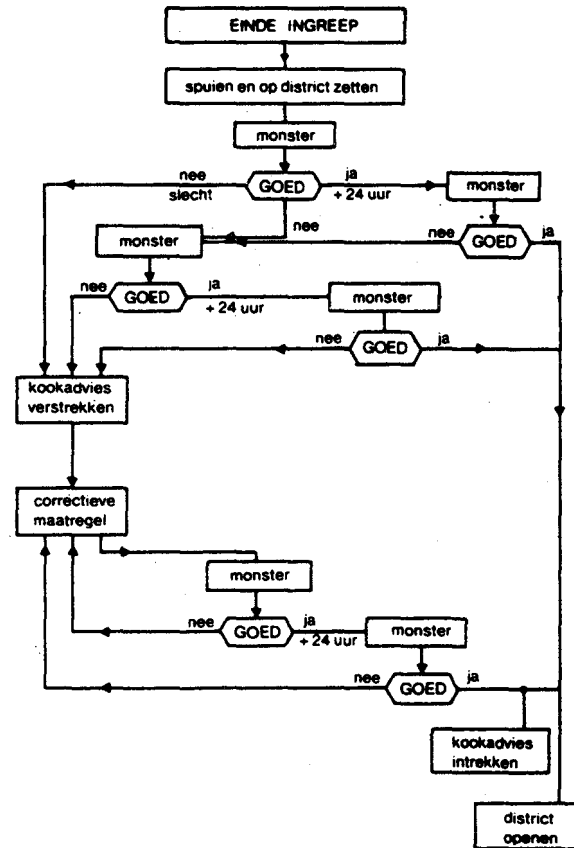 EINDE INGREEP
spuien en op district zetten
monster
nee
slecht
GOED
ja
+ 24 uur
monster
nee
monster
nee
GOED
ja
nee
GOED
ja
+ 24 uur
monster
nee
GOED
ja
kookadvies
verstrekken
correctieve
maatregel
monster
nee
GOED
ja
+ 24 uur
monster
nee
GOED
ja
kookadvies
intrekken
district
openen